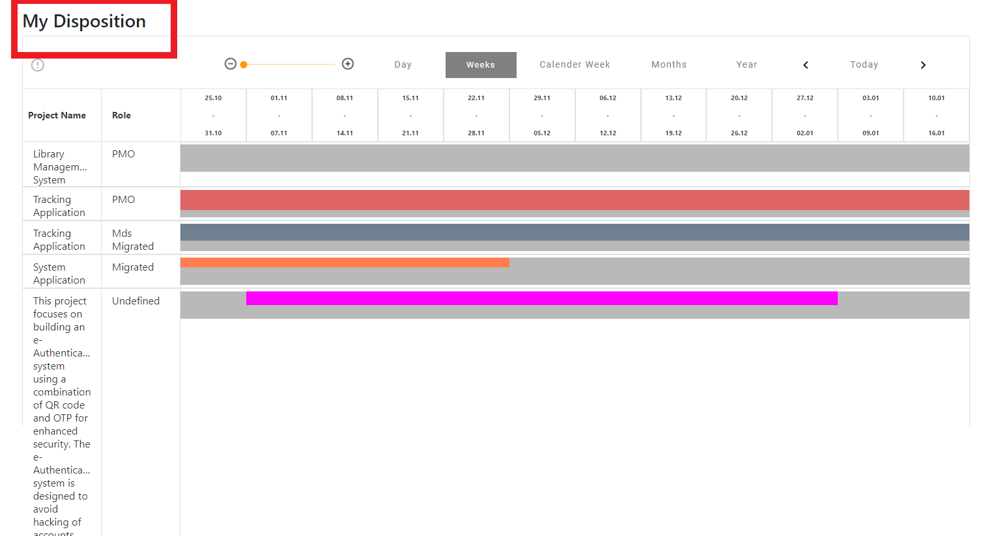 My Disposition
Day Weeks Calender Week Months Year Today
Project Name Role
25.10 - 31.10
01.11 - 07.11
08.11 - 14.11
15.11 - 21.11
22.11 - 28.11
29.11 - 05.12
06.12 - 12.12
13.12 - 19.12
20.12 - 26.12
27.12 - 02.01
03.01 - 09.01
10.01 - 16.01
Library
Managem...
System
PMO
Tracking
Application
PMO
Tracking
Application
Mds
Migrated
System
Application
Migrated
This project
focuses on
building an
e-
Authentica...
system
using a
combination
of QR code
and OTP for
enhanced
security. The
e-
Authentica...
system is
designed to
avoid
hacking of
accounts
Undefined